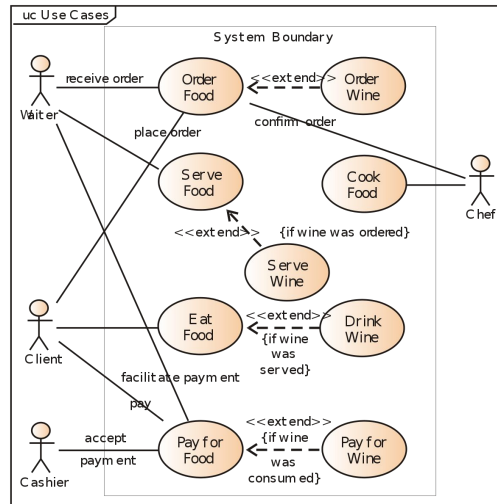 uc Use Cases
System Boundary
receive order
Order
Food
<<extend>>
Order
Wine
Waiter
place order
confirm order
Serve
Food
Cook
Food
Chef
<<extend>>
{if wine was ordered}
Serve
Wine
Client
Eat
Food
<<extend>>
{if wine
was
served}
Drink
Wine
facilitate payment
pay
accept
payment
Cashier
Pay for
Food
<<extend>>
{if wine
was
consumed}
Pay for
Wine